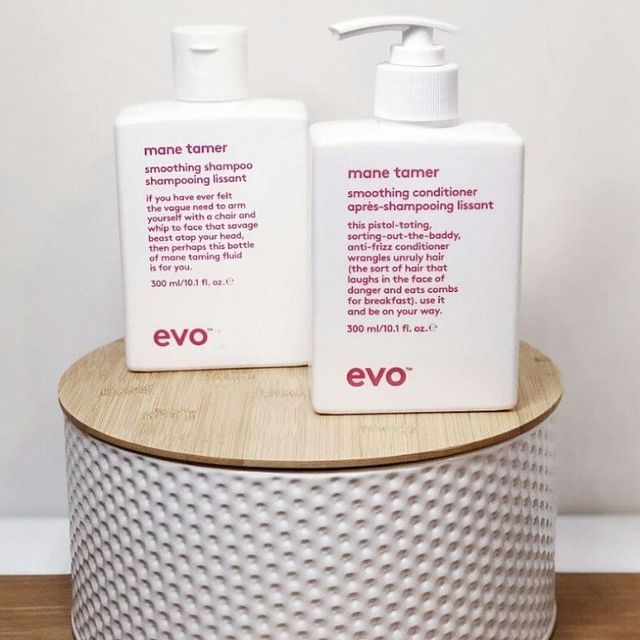 mane tamer
smoothing shampoo
shampooing lissant
if you have ever felt
the vague need to arm
yourself with a chair and
whip to face that savage
beast atop your head,
then perhaps this bottle
of mane taming fluid
is for you.
300 ml/10.1 fl. oz.℮
evo™
mane tamer
smoothing conditioner
après-shampooing lissant
this pistol-toting,
sorting-out-the-baddy,
anti-frizz conditioner
wrangles unruly hair
(the sort of hair that
laughs in the face of
danger and eats combs
for breakfast). use it
and be on your way.
300 ml/10.1 fl. oz.℮
evo™